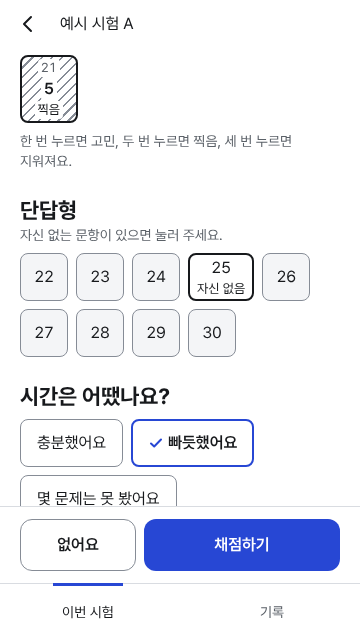 예시 시험 A
21
5
찍음
한 번 누르면 고민, 두 번 누르면 찍음, 세 번 누르면
지워져요.
단답형
자신 없는 문항이 있으면 눌러 주세요.
22 23 24 25 26
자신 없음
27 28 29 30
시간은 어땠나요?
충분했어요 빠듯했어요
몇 문제는 못 봤어요
없어요 채점하기
이번 시험 기록